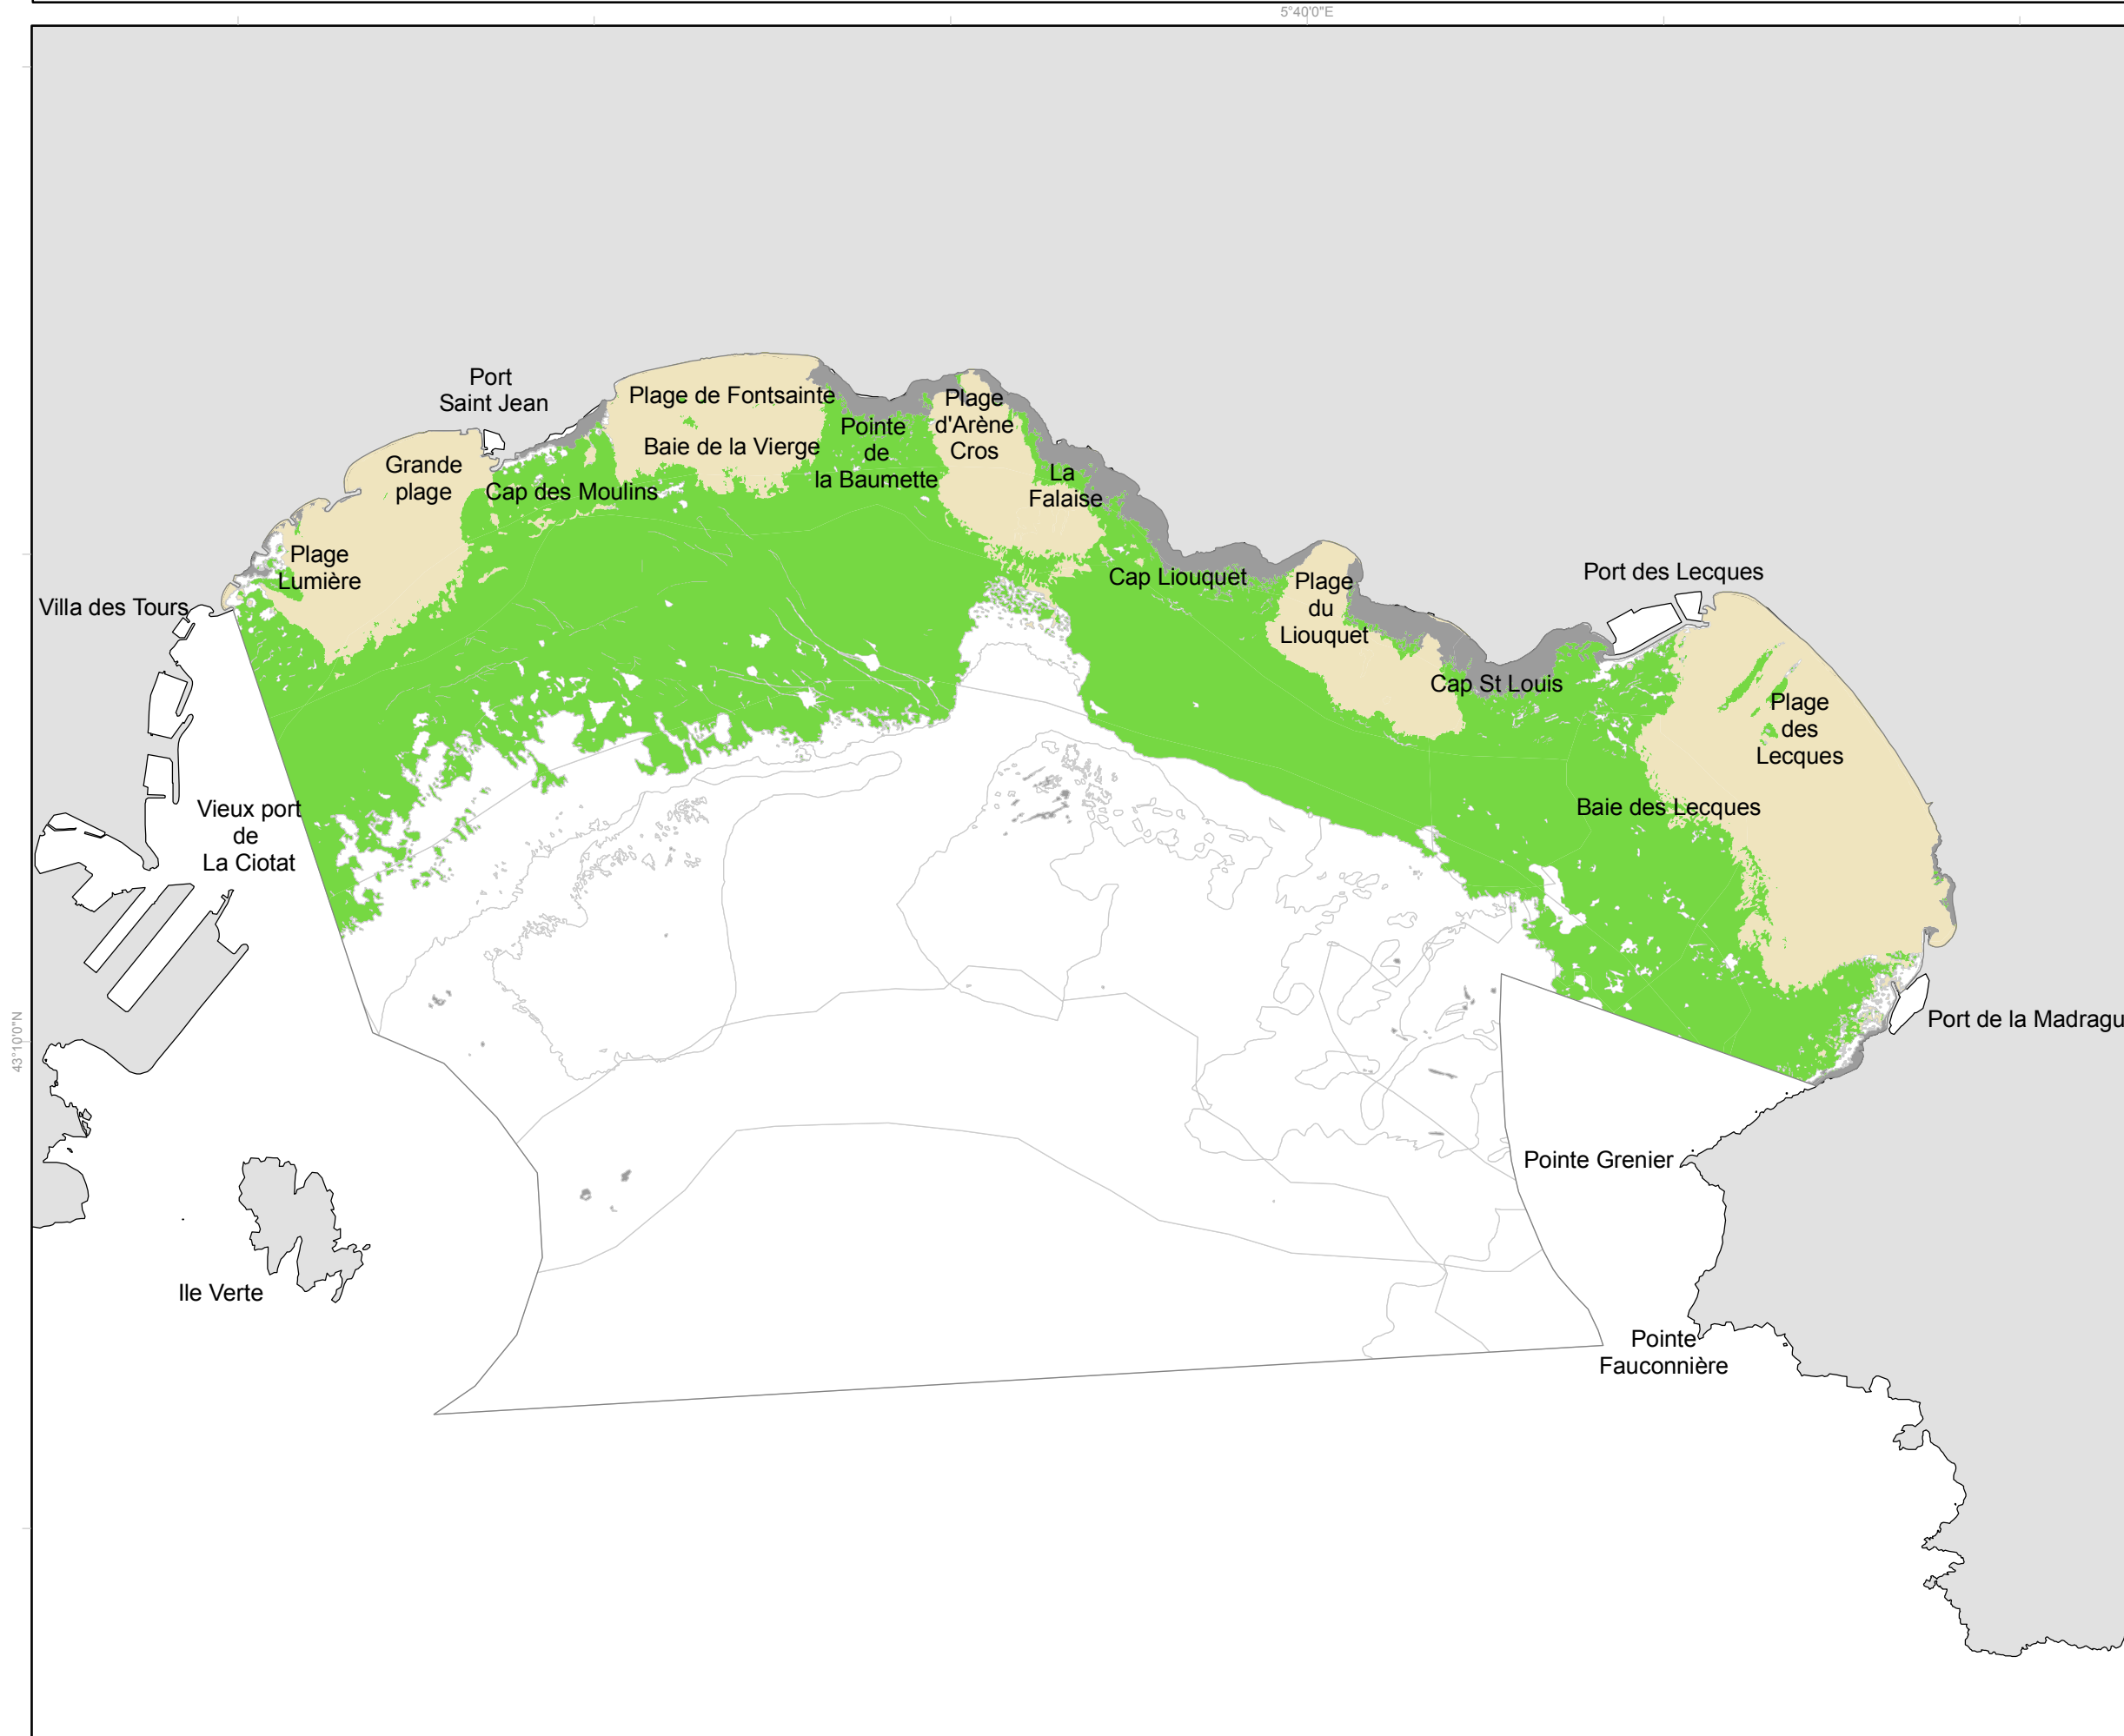 5°40'0"E
Port
Saint Jean
Plage de Fontsainte
Baie de la Vierge
Pointe
de
la Baumette
Plage
d'Arène
Cros
La
Falaise
Grande
plage
Cap des Moulins
Plage
Lumière
Villa des Tours
Cap Liouquet
Plage
du
Liouquet
Port des Lecques
Cap St Louis
Plage
des
Lecques
Baie des Lecques
Vieux port
de
La Ciotat
43°10'0"N
Port de la Madragu
Pointe Grenier
Ile Verte
Pointe
Fauconnière